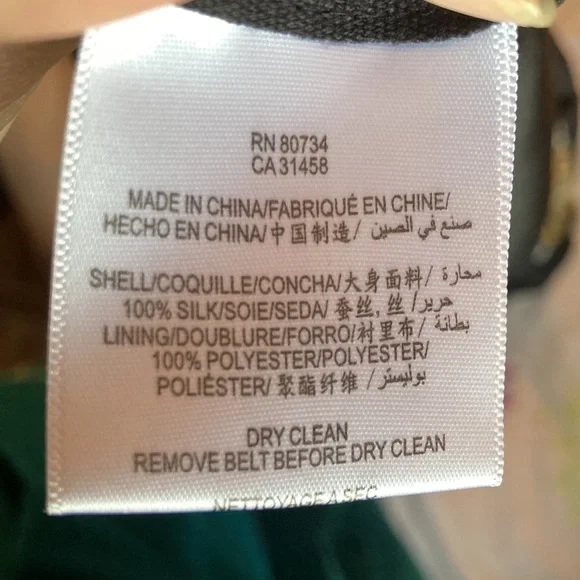 RN 80734
CA 31458
MADE IN CHINA/FABRIQUÉ EN CHINE/
HECHO EN CHINA/中国制造/ صنع في الصين
SHELL/COQUILLE/CONCHA/大身面料/ محارة
100% SILK/SOIE/SEDA/ 蚕丝, 丝 / حرير
LINING/DOUBLURE/FORRO/衬里布/ بطانة
100% POLYESTER/POLYESTER/
POLIÉSTER/ 聚酯纤维 / بوليستر
DRY CLEAN
REMOVE BELT BEFORE DRY CLEAN
NETTOYAGE A SEC